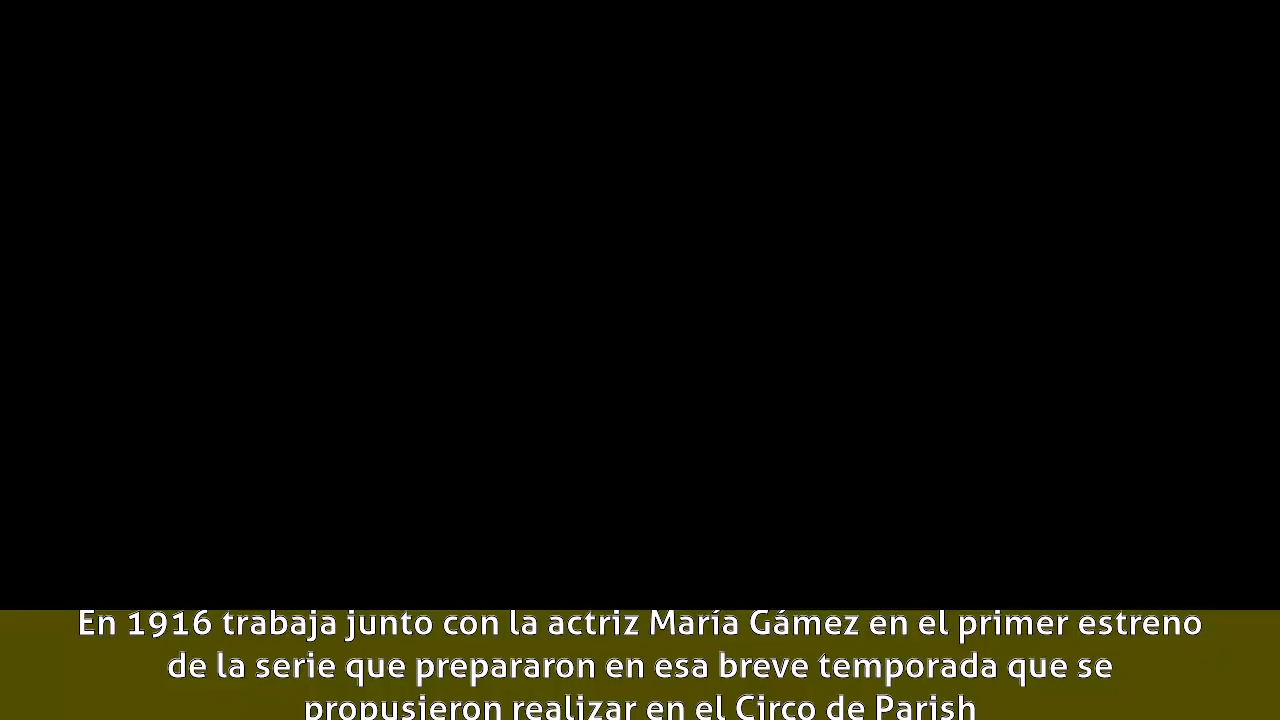 En 1916 trabaja junto con la actriz María Gámez en el primer estreno
de la serie que prepararon en esa breve temporada que se
propusieron realizar en el Circo de Parish